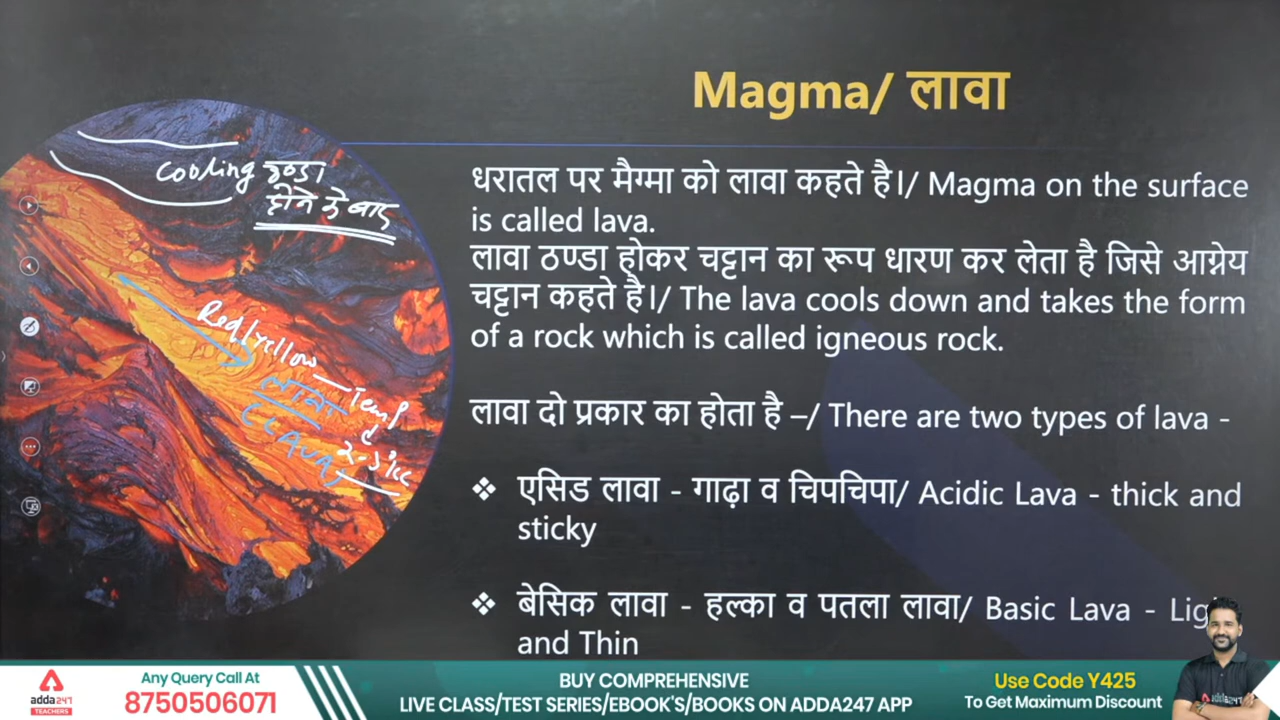 Magma/ लावा
धरातल पर मैग्मा को लावा कहते है।/ Magma on the surface
is called lava.
लावा ठण्डा होकर चट्टान का रूप धारण कर लेता है जिसे आग्नेय
चट्टान कहते है।/ The lava cools down and takes the form
of a rock which is called igneous rock.
लावा दो प्रकार का होता है –/ There are two types of lava -
❖ एसिड लावा - गाढ़ा व चिपचिपा/ Acidic Lava - thick and
sticky
❖ बेसिक लावा - हल्का व पतला लावा/ Basic Lava -
and Thin
Cooling ठण्डा
होने के बाद
Red/yellow
लावा
Temp
(LAVA)
adda247
TEACHERS
Any Query Call At
8750506071
BUY COMPREHENSIVE
LIVE CLASS/TEST SERIES/EBOOK'S/BOOKS ON ADDA247 APP
Use Code Y425
To Get Maximum Discount
adda247